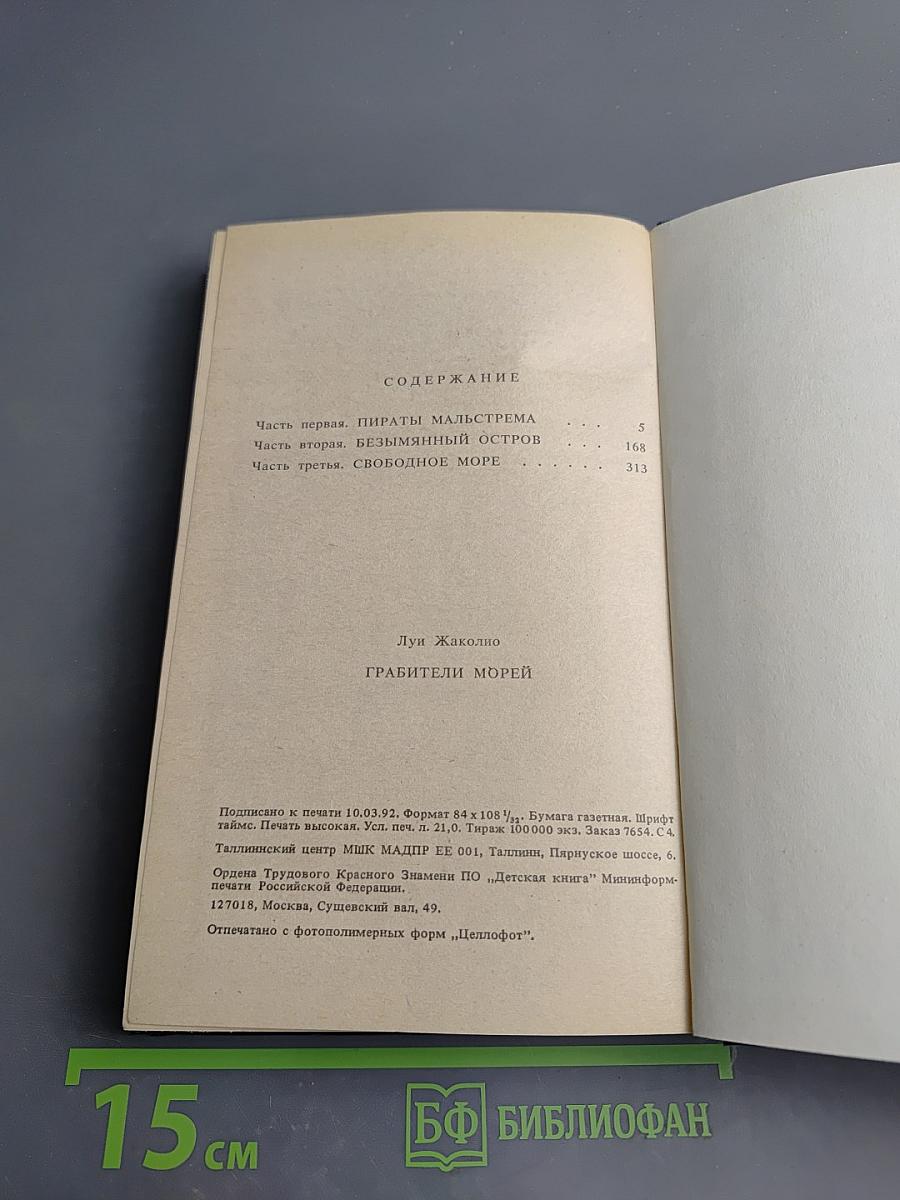 СОДЕРЖАНИЕ
Часть первая. ПИРАТЫ МАЛЬСТРЕМА . . . 5
Часть вторая. БЕЗЫМЯННЫЙ ОСТРОВ . . . 168
Часть третья. СВОБОДНОЕ МОРЕ . . . . . . 313
Луи Жаколио
ГРАБИТЕЛИ МОРЕЙ
Подписано к печати 10.03.92. Формат 84 x 108 1/32. Бумага газетная. Шрифт
таймс. Печать высокая. Усл. печ. л. 21,0. Тираж 100 000 экз. Заказ 7654. С 4.
Таллиннский центр МШК МАДПР ЕЕ 001, Таллинн, Пярнуское шоссе, 6.
Ордена Трудового Красного Знамени ПО „Детская книга" Мининформ-
печати Российской Федерации.
127018, Москва, Сущевский вал, 49.
Отпечатано с фотополимерных форм „Целлофот".
15 см
БФ БИБЛИОФАН